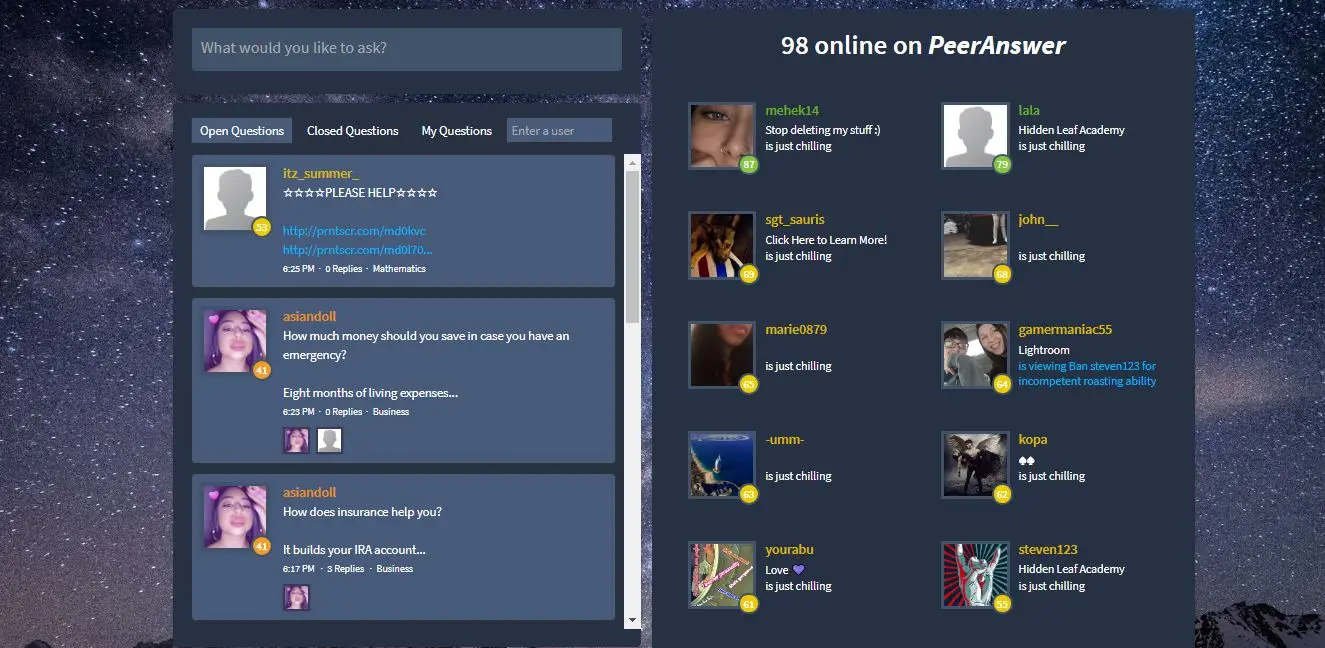 What would you like to ask?
Open Questions
Closed Questions
My Questions
Enter a user
itz_summer_
☆☆☆☆PLEASE HELP☆☆☆☆
http://prntscr.com/md0kvc
http://prntscr.com/md0l70...
53
6:25 PM · 0 Replies · Mathematics
asiandoll
How much money should you save in case you have an
emergency?
41
Eight months of living expenses...
6:23 PM · 0 Replies · Business
asiandoll
How does insurance help you?
41
It builds your IRA account...
6:17 PM · 3 Replies · Business
98 online on PeerAnswer
mehek14
Stop deleting my stuff :)
is just chilling
87
lala
Hidden Leaf Academy
is just chilling
79
sgt_sauris
Click Here to Learn More!
is just chilling
69
john__
is just chilling
68
marie0879
is just chilling
65
gamermaniac55
Lightroom
is viewing Ban steven123 for
incompetent roasting ability
64
-umm-
is just chilling
63
kopa
♠♠
is just chilling
62
yourabu
Love 💜
is just chilling
61
steven123
Hidden Leaf Academy
is just chilling
55